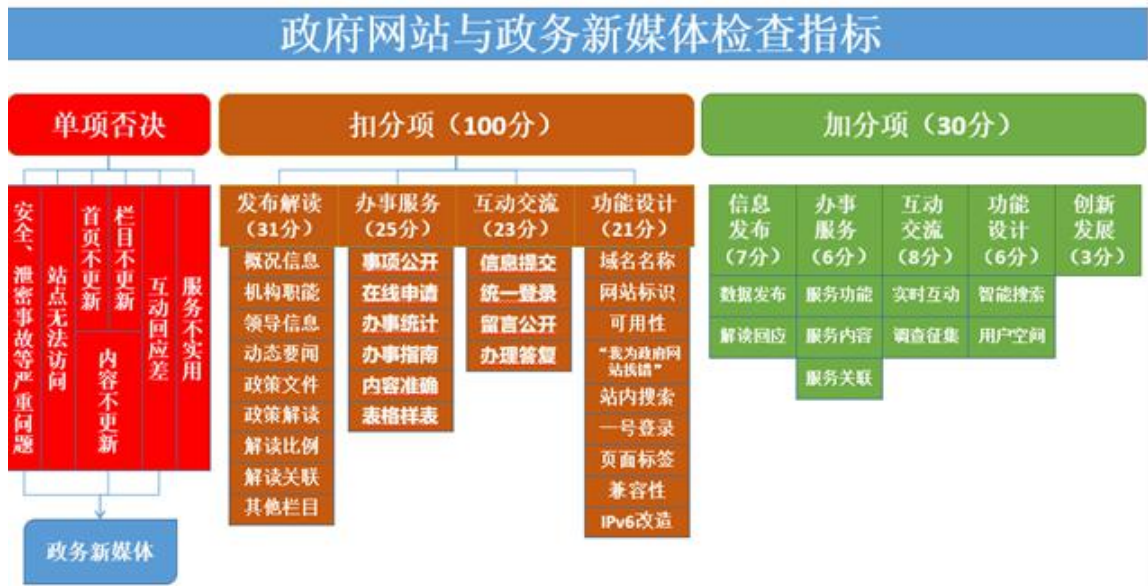 政府网站与政务新媒体检查指标
单项否决
安全、泄密事故等严重问题
站点无法访问
首页不更新
栏目不更新
内容不更新
互动回应差
服务不实用
政务新媒体
扣分项（100分）
发布解读
（31分）
概况信息
机构职能
领导信息
动态要闻
政策文件
政策解读
解读比例
解读关联
其他栏目
办事服务
（25分）
事项公开
在线申请
办事统计
办事指南
内容准确
表格样表
互动交流
（23分）
信息提交
统一登录
留言公开
办理答复
功能设计
（21分）
域名名称
网站标识
可用性
“我为政府网
站找错”
站内搜索
一号登录
页面标签
兼容性
IPv6改造
加分项（30分）
信息
发布
（7分）
数据发布
解读回应
办事
服务
（6分）
服务功能
服务内容
服务关联
互动
交流
（8分）
实时互动
调查征集
功能
设计
（6分）
智能搜索
用户空间
创新
发展
（3分）